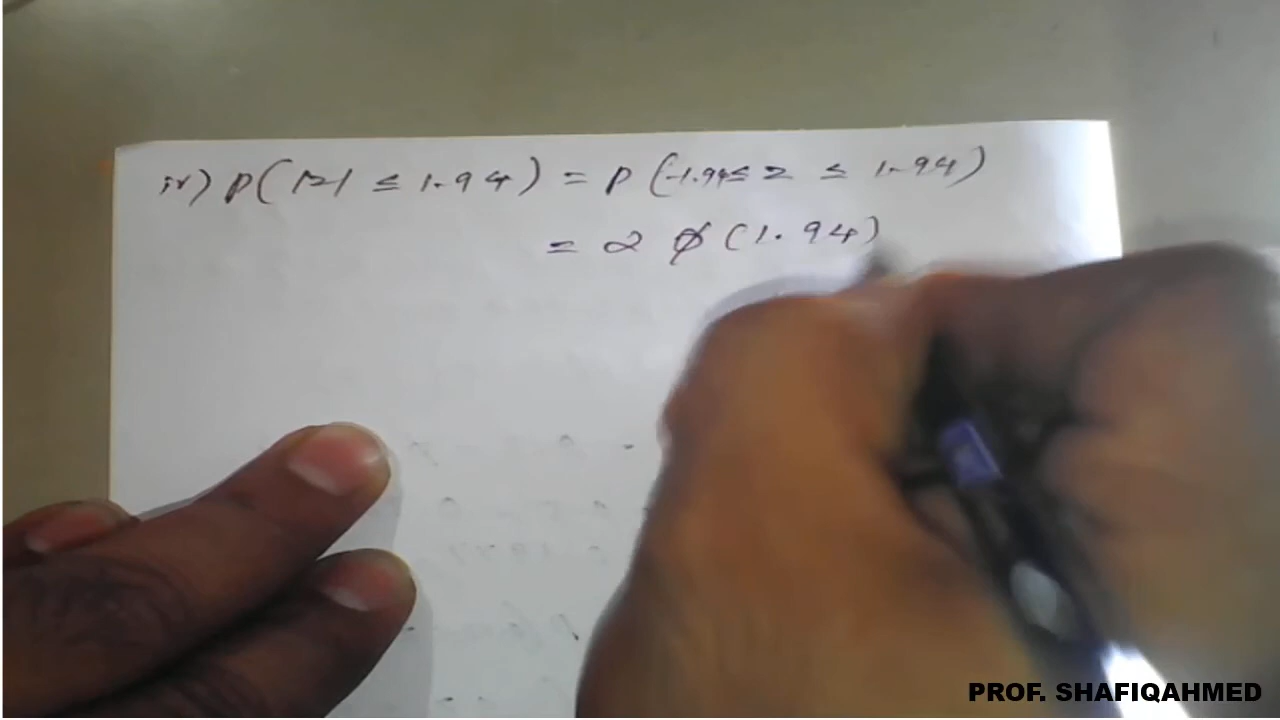 iv) P(|z| ≤ 1.94) = P(-1.94 ≤ z ≤ 1.94)
= 2 φ(1.94)
PROF. SHAFIQAHMED